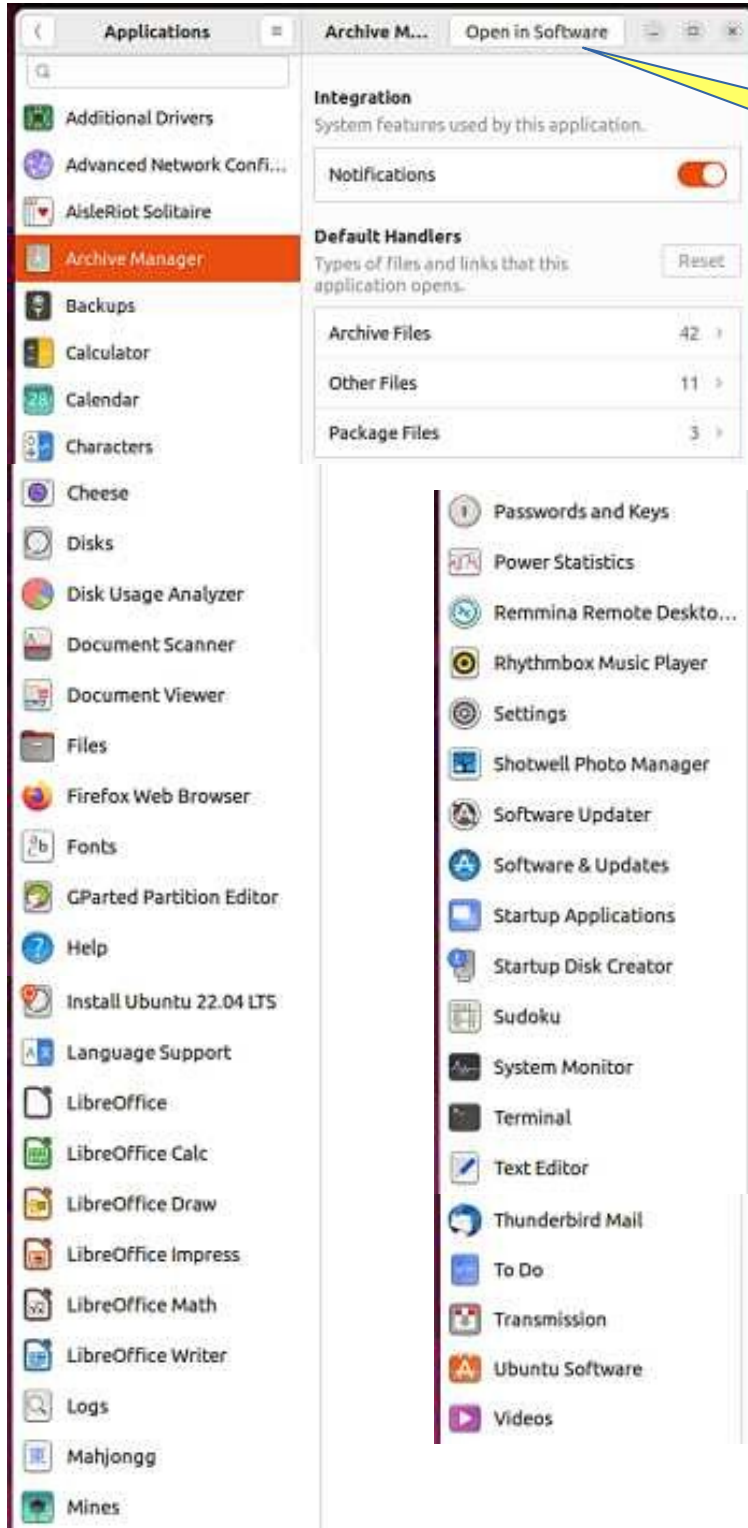 Applications
Archive M...
Open in Software
Additional Drivers
Advanced Network Confi...
AisleRiot Solitaire
Archive Manager
Backups
Calculator
Calendar
Characters
Integration
System features used by this application.
Notifications
Default Handlers
Types of files and links that this
application opens.
Reset
Archive Files 42
Other Files 11
Package Files 3
Cheese
Disks
Disk Usage Analyzer
Document Scanner
Document Viewer
Files
Firefox Web Browser
Fonts
GParted Partition Editor
Help
Install Ubuntu 22.04 LTS
Language Support
LibreOffice
LibreOffice Calc
LibreOffice Draw
LibreOffice Impress
LibreOffice Math
LibreOffice Writer
Logs
Mahjongg
Mines
Passwords and Keys
Power Statistics
Remmina Remote Deskto...
Rhythmbox Music Player
Settings
Shotwell Photo Manager
Software Updater
Software & Updates
Startup Applications
Startup Disk Creator
Sudoku
System Monitor
Terminal
Text Editor
Thunderbird Mail
To Do
Transmission
Ubuntu Software
Videos